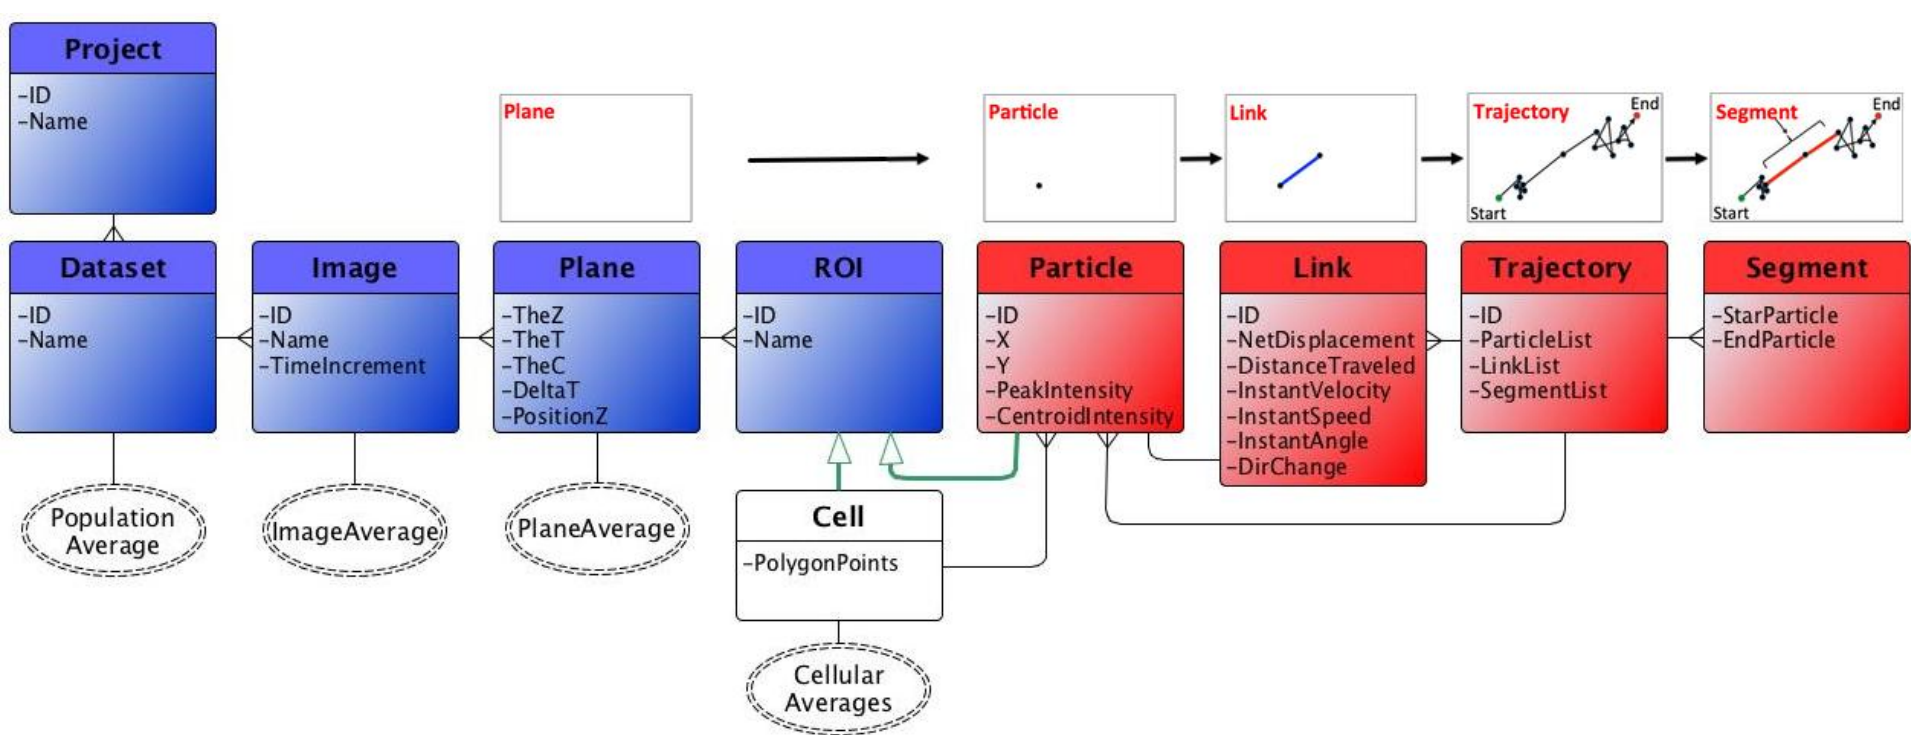 Project
-ID
-Name
Plane
Particle
Link
Trajectory
End
Start
Segment
End
Start
Dataset
-ID
-Name
Image
-ID
-Name
-TimeIncrement
Plane
-TheZ
-TheT
-TheC
-DeltaT
-PositionZ
ROI
-ID
-Name
Particle
-ID
-X
-Y
-PeakIntensity
-CentroidIntensity
Link
-ID
-NetDisplacement
-DistanceTraveled
-InstantVelocity
-InstantSpeed
-InstantAngle
-DirChange
Trajectory
-ID
-ParticleList
-LinkList
-SegmentList
Segment
-StarParticle
-EndParticle
Population
Average
ImageAverage
PlaneAverage
Cell
-PolygonPoints
Cellular
Averages